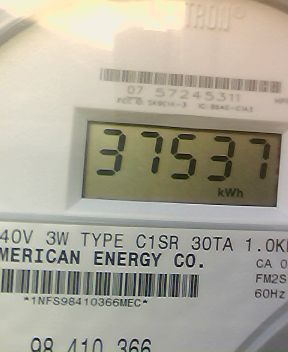 TRON®
07 57245311
37537
kWh
40V 3W TYPE C1SR 30TA 1.0K
MERICAN ENERGY CO.
CA 0
FM2S
60Hz
*1NFS98410366MEC*
98 410 366